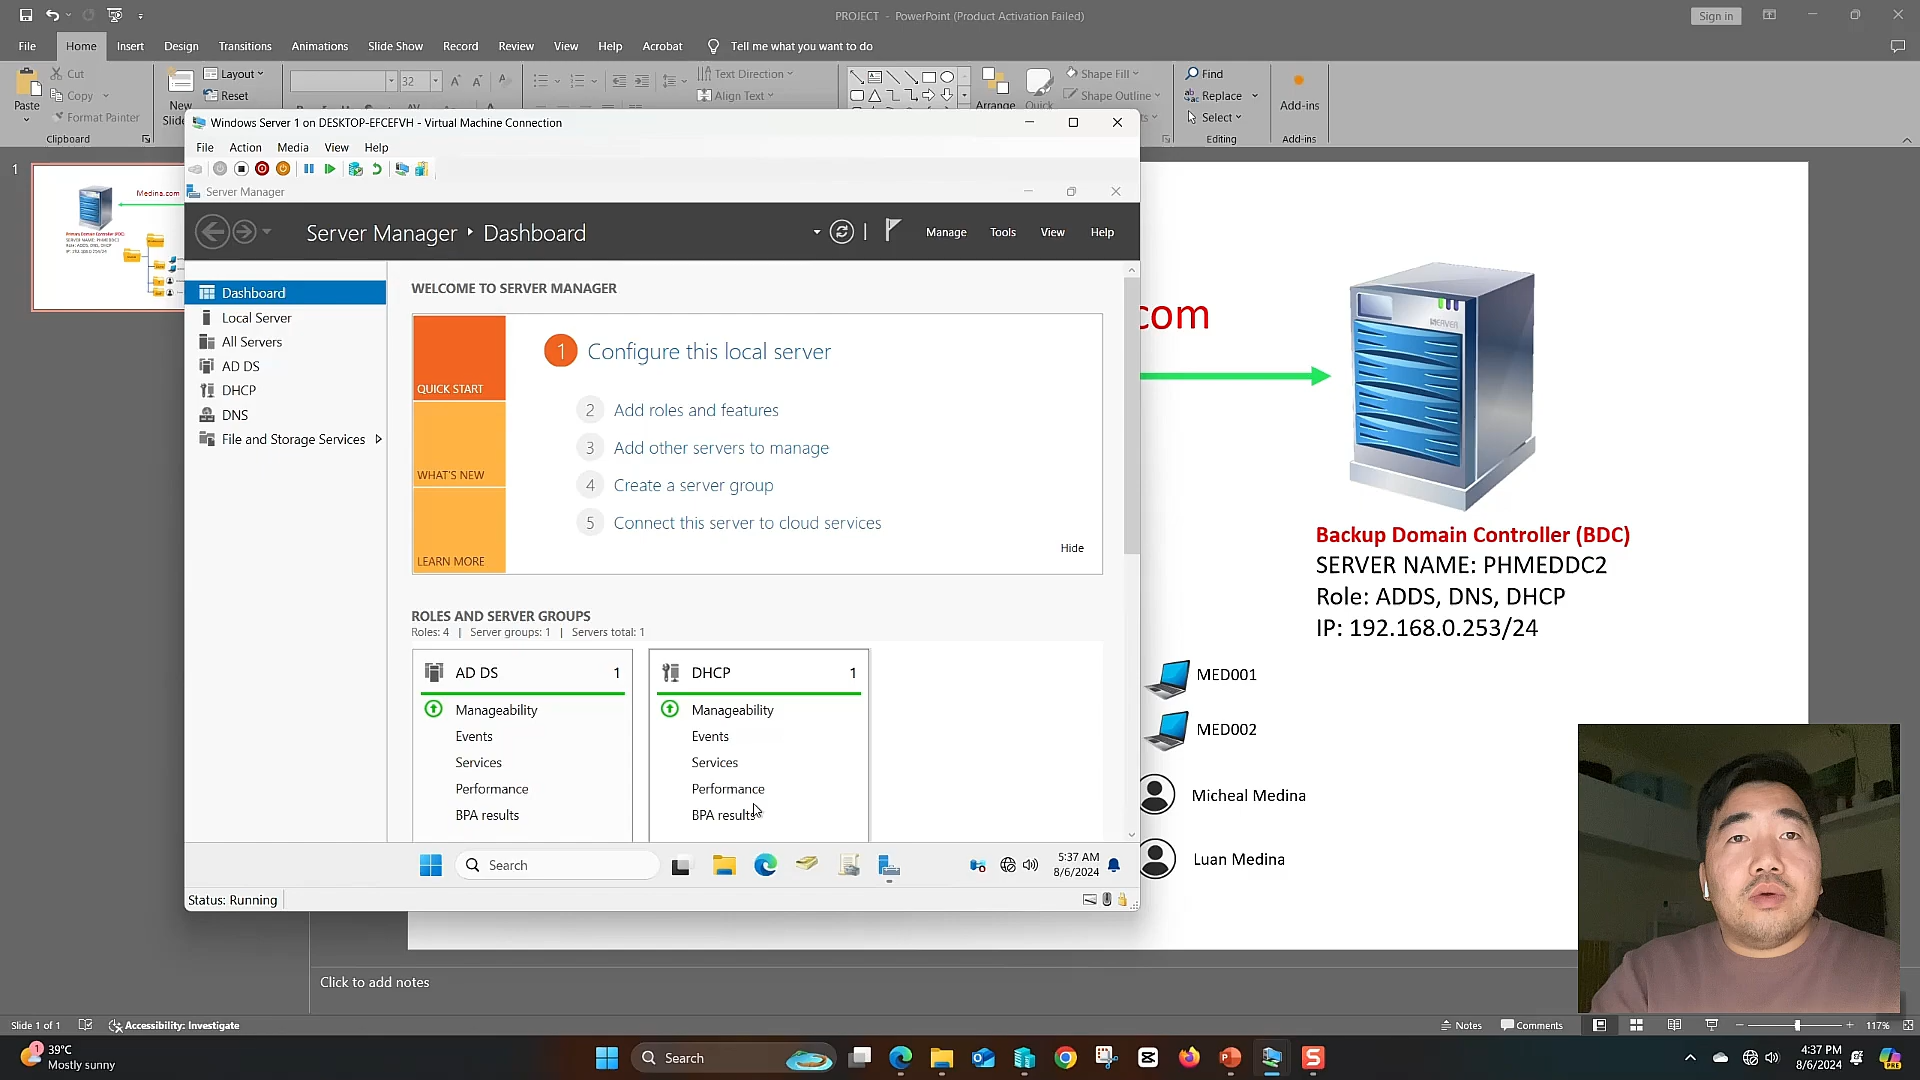 PROJECT - PowerPoint (Product Activation Failed)
Sign in
File Home Insert Design Transitions Animations Slide Show Record Review View Help Acrobat Tell me what you want to do
Paste
Cut
Copy
Format Painter
Clipboard
New
Layout
Reset
32
Text Direction
Align Text
Arrange
Quick
Shape Fill
Shape Outline
Find
Replace
Select
Editing
Add-ins
Add-ins
1
Medina.com
Windows Server 1 on DESKTOP-EFCEFVH - Virtual Machine Connection
File Action Media View Help
Server Manager
Server Manager Dashboard
Manage Tools View Help
Dashboard
Local Server
All Servers
AD DS
DHCP
DNS
File and Storage Services
WELCOME TO SERVER MANAGER
QUICK START
WHAT'S NEW
LEARN MORE
1 Configure this local server
2 Add roles and features
3 Add other servers to manage
4 Create a server group
5 Connect this server to cloud services
Hide
ROLES AND SERVER GROUPS
Roles: 4 | Server groups: 1 | Servers total: 1
AD DS 1
Manageability
Events
Services
Performance
BPA results
DHCP 1
Manageability
Events
Services
Performance
BPA results
Search
5:37 AM
8/6/2024
Status: Running
com
SERVER
Backup Domain Controller (BDC)
SERVER NAME: PHMEDDC2
Role: ADDS, DNS, DHCP
IP: 192.168.0.253/24
MED001
MED002
Micheal Medina
Luan Medina
Click to add notes
Slide 1 of 1
Accessibility: Investigate
Notes
Comments
117%
1
39°C
Mostly sunny
Search
4:37 PM
8/6/2024